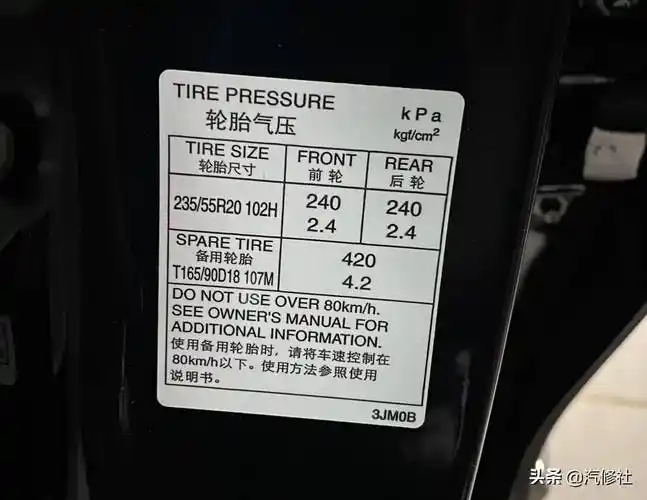 TIRE PRESSURE
轮胎气压
kPa
kgf/cm²
TIRE SIZE
轮胎尺寸
FRONT
前 轮
REAR
后 轮
235/55R20 102H
240
2.4
240
2.4
SPARE TIRE
备用轮胎
T165/90D18 107M
420
4.2
DO NOT USE OVER 80km/h.
SEE OWNER'S MANUAL FOR
ADDITIONAL INFORMATION.
使用备用轮胎时，请将车速控制在
80km/h以下。使用方法参照使用
说明书。
3JM0B
头条 @汽修社